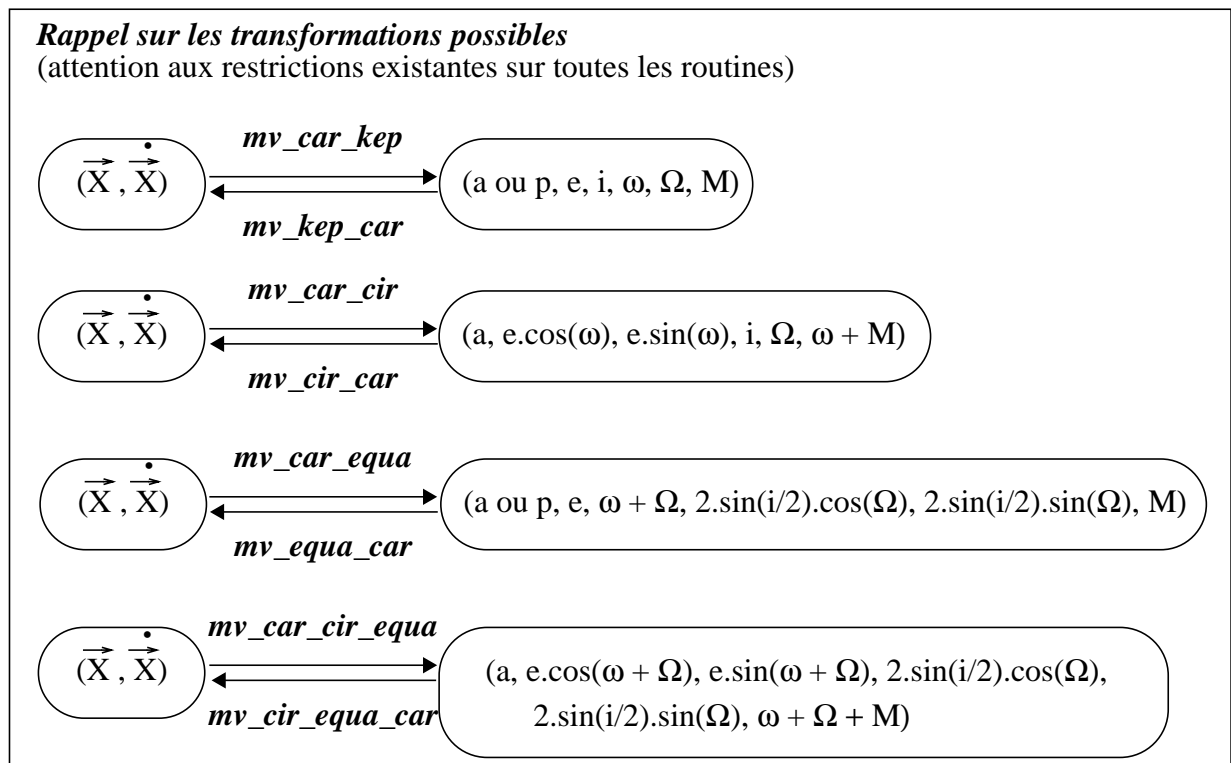 Rappel sur les transformations possibles
(attention aux restrictions existantes sur toutes les routines)
mv_car_kep
(X⃗ , Ẋ⃗) (a ou p, e, i, ω, Ω, M)
mv_kep_car
mv_car_cir
(X⃗ , Ẋ⃗) (a, e.cos(ω), e.sin(ω), i, Ω, ω + M)
mv_cir_car
mv_car_equa
(X⃗ , Ẋ⃗) (a ou p, e, ω + Ω, 2.sin(i/2).cos(Ω), 2.sin(i/2).sin(Ω), M)
mv_equa_car
mv_car_cir_equa
(X⃗ , Ẋ⃗) (a, e.cos(ω + Ω), e.sin(ω + Ω), 2.sin(i/2).cos(Ω),
2.sin(i/2).sin(Ω), ω + Ω + M)
mv_cir_equa_car